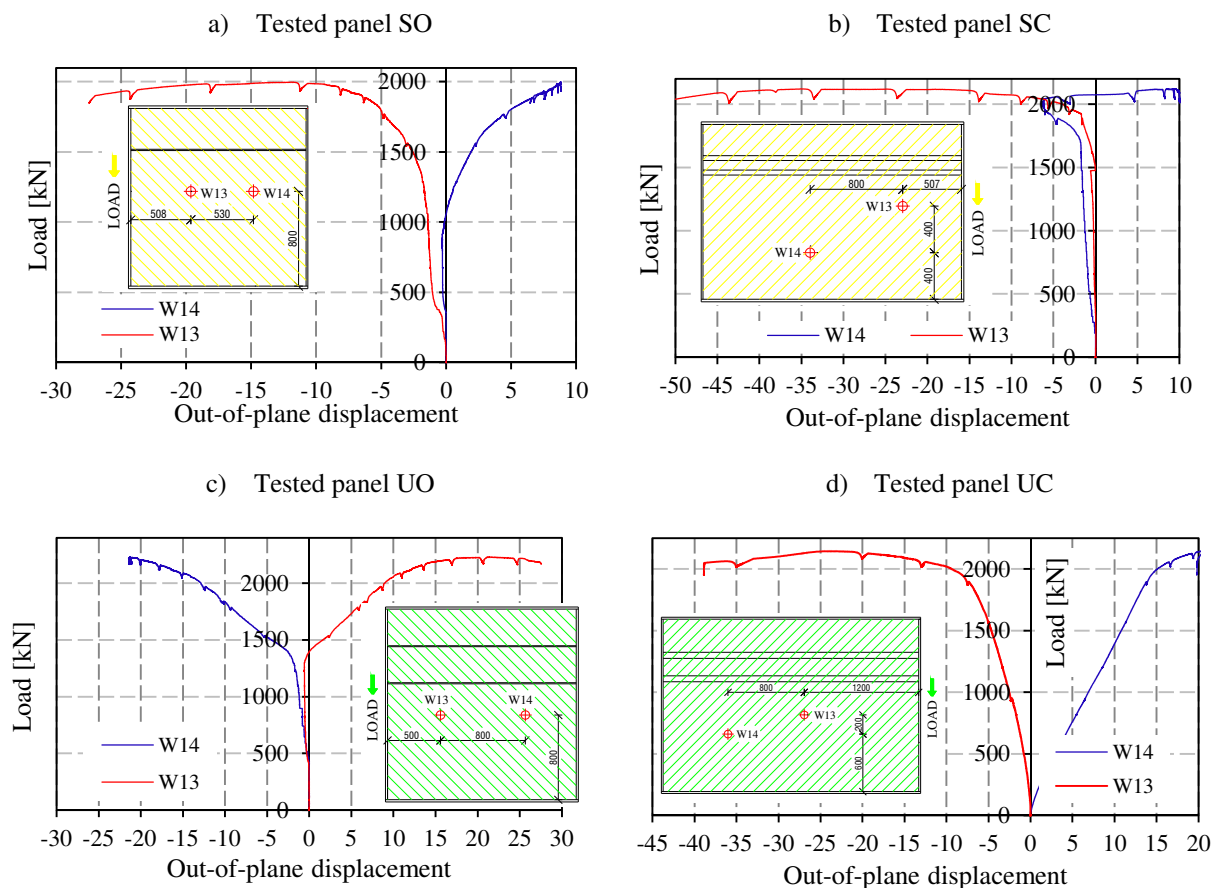 a) Tested panel SO
2000
1500
1000
500
0
Load [kN]
LOAD
W13
W14
508
530
800
W14
W13
-30 -25 -20 -15 -10 -5 0 5 10
Out-of-plane displacement
b) Tested panel SC
2000
1500
1000
500
0
Load [kN]
800
507
W13
W14
400
400
LOAD
W14
W13
-50 -45 -40 -35 -30 -25 -20 -15 -10 -5 0 5 10
Out-of-plane displacement
c) Tested panel UO
2000
1500
1000
500
0
Load [kN]
LOAD
W13
W14
500
800
800
W14
W13
-30 -25 -20 -15 -10 -5 0 5 10 15 20 25 30
Out-of-plane displacement
d) Tested panel UC
2000
1500
1000
500
0
Load [kN]
800
1200
W13
W14
200
600
LOAD
W14
W13
-45 -40 -35 -30 -25 -20 -15 -10 -5 0 5 10 15 20
Out-of-plane displacement